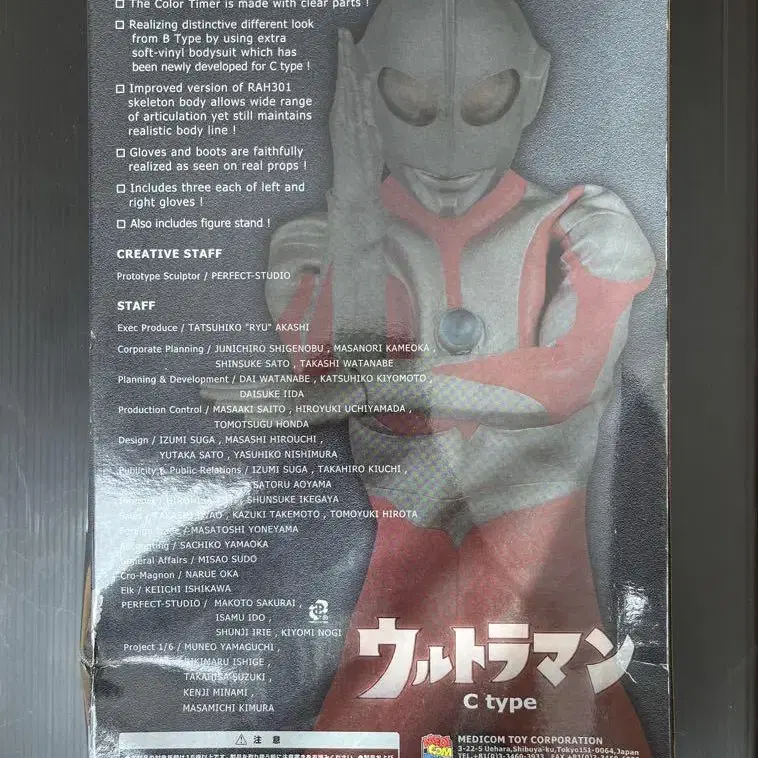 □ The Color Timer is made with clear parts !
□ Realizing distinctive different look
from B Type by using extra
soft-vinyl bodysuit which has
been newly developed for C type !
□ Improved version of RAH301
skeleton body allows wide range
of articulation yet still maintains
realistic body line !
□ Gloves and boots are faithfully
realized as seen on real props !
□ Includes three each of left and
right gloves !
□ Also includes figure stand !
CREATIVE STAFF
Prototype Sculptor / PERFECT-STUDIO
STAFF
Exec Produce / TATSUHIKO "RYU" AKASHI
Corporate Planning / JUNICHIRO SHIGENOBU , MASANORI KAMEOKA ,
SHINSUKE SATO , TAKASHI WATANABE
Planning & Development / DAI WATANABE , KATSUHIKO KIYOMOTO ,
DAISUKE IIDA
Production Control / MASAAKI SAITO , HIROYUKI UCHIYAMADA ,
TOMOTSUGU HONDA
Design / IZUMI SUGA , MASASHI HIROUCHI ,
YUTAKA SATO , YASUHIKO NISHIMURA
Publicity & Public Relations / IZUMI SUGA , TAKAHIRO KIUCHI ,
SATORU AOYAMA
SHUNSUKE IKEGAYA
KAZUKI TAKEMOTO , TOMOYUKI HIROTA
/ MASATOSHI YONEYAMA
/ SACHIKO YAMAOKA
General Affairs / MISAO SUDO
Cro-Magnon / NARUE OKA
Elk / KEIICHI ISHIKAWA
PERFECT-STUDIO / MAKOTO SAKURAI ,
ISAMU IDO ,
SHUNJI IRIE , KIYOMI NOGI
Project 1/6 / MUNEO YAMAGUCHI ,
RIKIMARU ISHIGE ,
TAKAHISA SUZUKI ,
KENJI MINAMI ,
MASAMICHI KIMURA
ウルトラマン
C type
⚠ 注 意
MEDICOM TOY CORPORATION
3-22-5 Uehara,Shibuya-ku,Tokyo151-0064,Japan